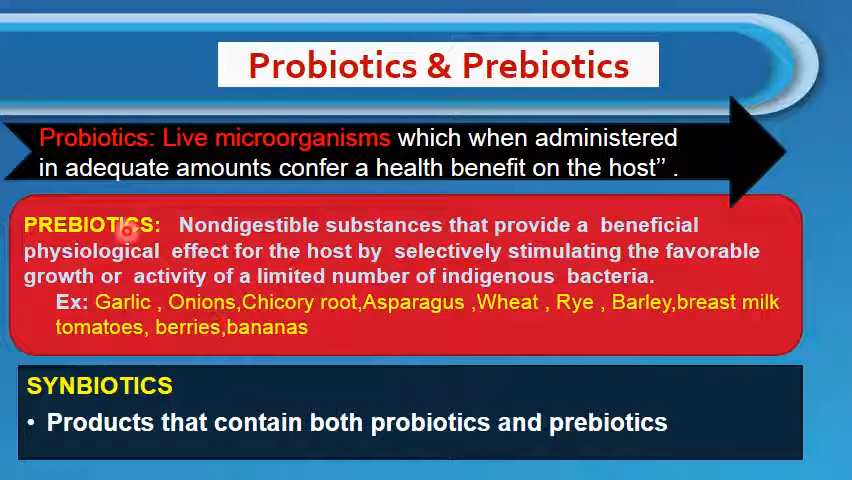 Probiotics & Prebiotics
Probiotics: Live microorganisms which when administered
in adequate amounts confer a health benefit on the host” .
PREBIOTICS: Nondigestible substances that provide a beneficial
physiological effect for the host by selectively stimulating the favorable
growth or activity of a limited number of indigenous bacteria.
Ex: Garlic , Onions,Chicory root,Asparagus ,Wheat , Rye , Barley,breast milk
tomatoes, berries,bananas
SYNBIOTICS
• Products that contain both probiotics and prebiotics